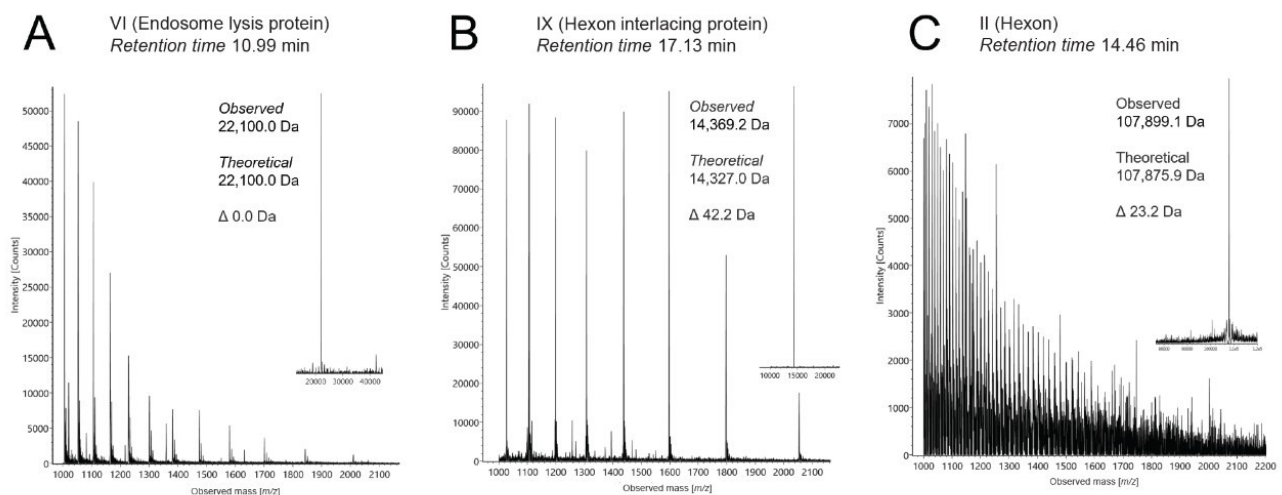 A
VI (Endosome lysis protein)
Retention time 10.99 min
Observed
22,100.0 Da
Theoretical
22,100.0 Da
Δ 0.0 Da
Intensity [Counts]
50000
45000
40000
35000
30000
25000
20000
15000
10000
5000
0
20000 30000 40000
1000 1100 1200 1300 1400 1500 1600 1700 1800 1900 2000 2100
Observed mass [m/z]
B
IX (Hexon interlacing protein)
Retention time 17.13 min
Observed
14,369.2 Da
Theoretical
14,327.0 Da
Δ 42.2 Da
Intensity [Counts]
90000
80000
70000
60000
50000
40000
30000
20000
10000
0
10000 15000 20000
1000 1100 1200 1300 1400 1500 1600 1700 1800 1900 2000 2100
Observed mass [m/z]
C
II (Hexon)
Retention time 14.46 min
Observed
107,899.1 Da
Theoretical
107,875.9 Da
Δ 23.2 Da
Intensity [Counts]
7000
6000
5000
4000
3000
2000
1000
0
1000 1100 1200 1300 1400 1500 1600 1700 1800 1900 2000 2100 2200
Observed mass [m/z]